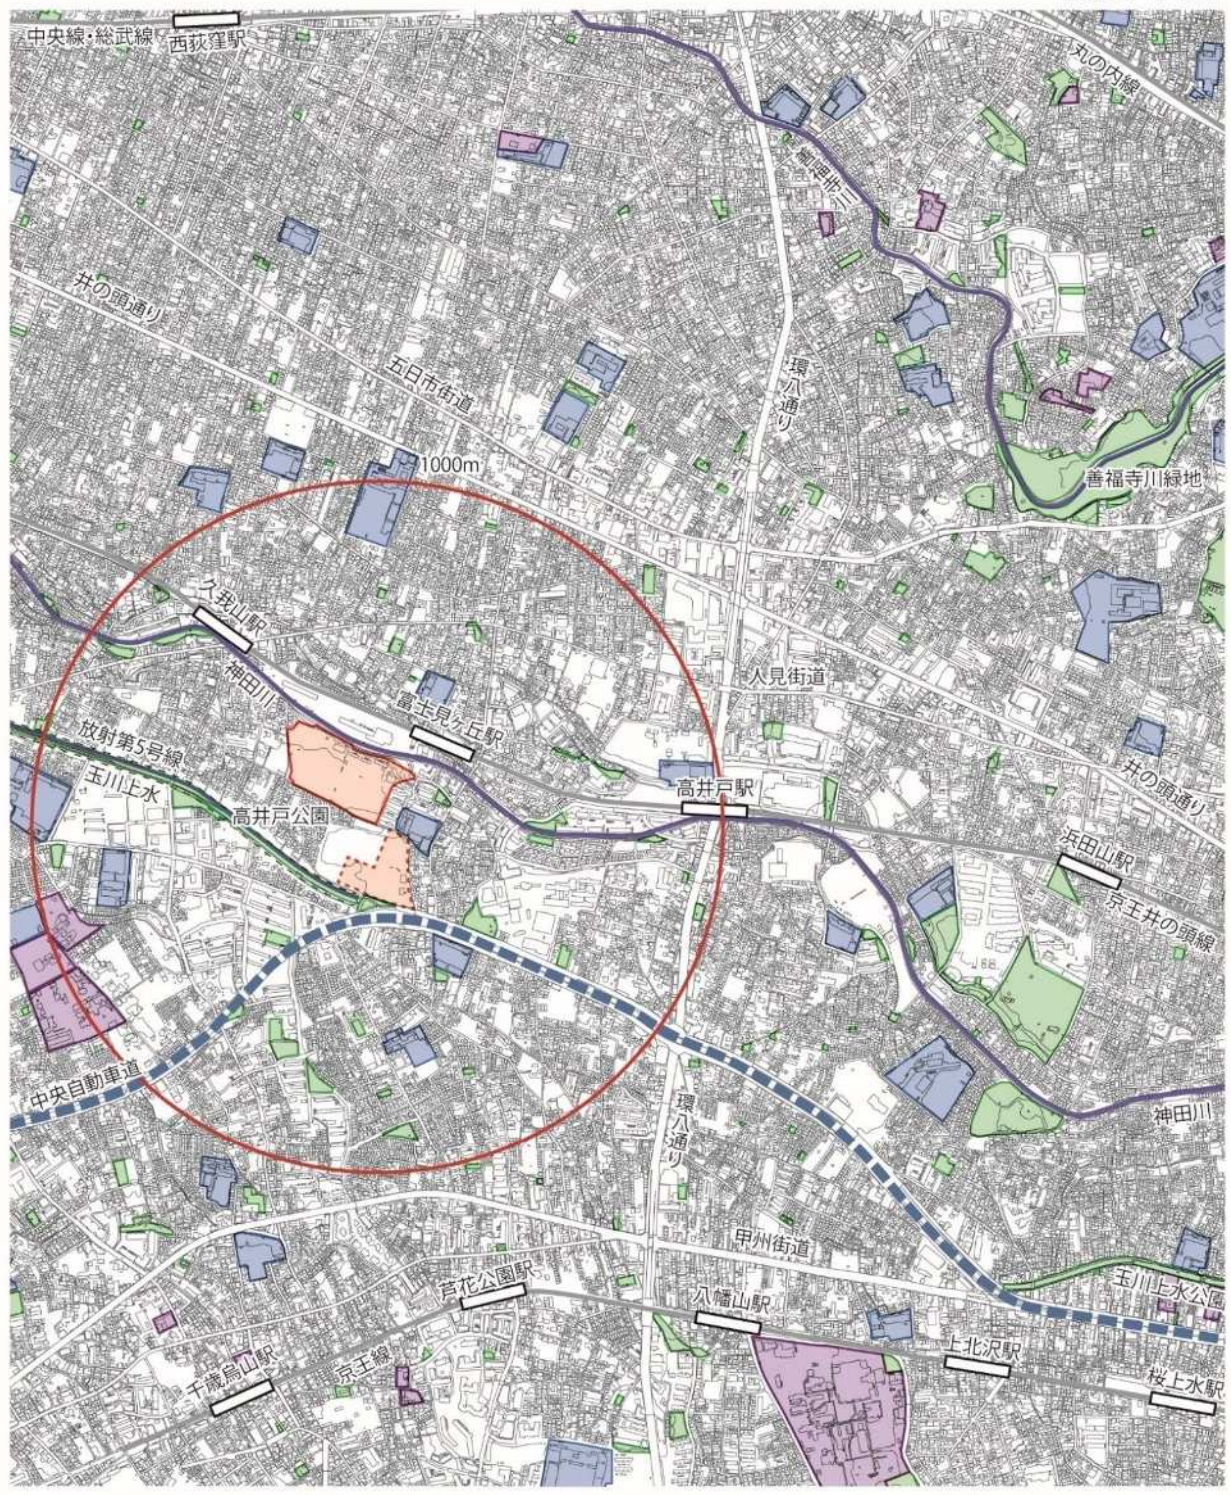 中央線・総武線
西荻窪駅
丸の内線
善福寺川
井の頭通り
五日市街道
環八通り
1000m
善福寺川緑地
久我山駅
神田川
富士見ヶ丘駅
人見街道
放射第5号線
玉川上水
高井戸公園
高井戸駅
井の頭通り
浜田山駅
京王井の頭線
中央自動車道
環八通り
神田川
甲州街道
玉川上水公
芦花公園駅
八幡山駅
上北沢駅
桜上水駅
千歳烏山駅
京王線